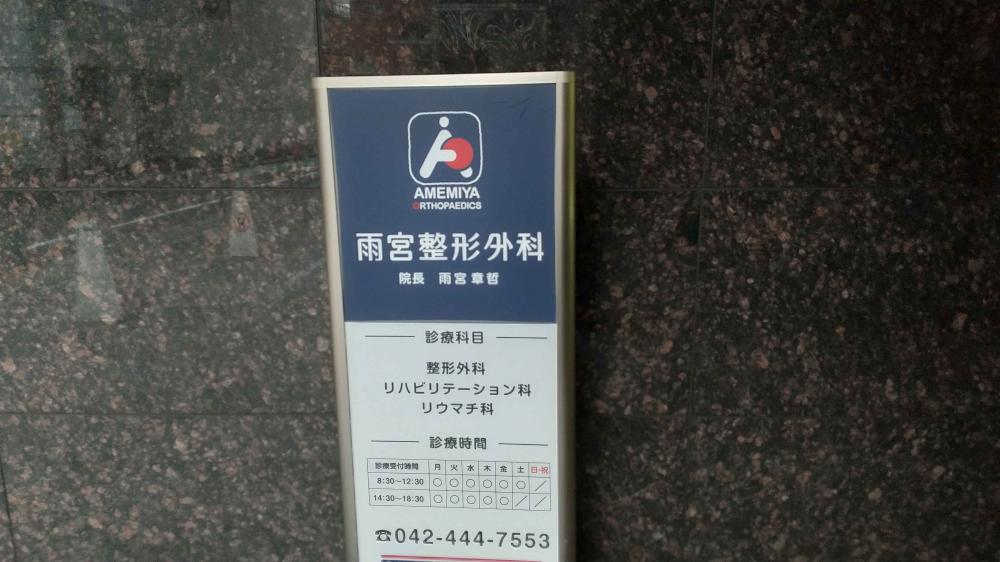 AMEMIYA
ORTHOPAEDICS
雨宮整形外科
院長 雨宮章哲
診療科目
整形外科
リハビリテーション科
リウマチ科
診療時間
診療受付時間 月 火 水 木 金 土 日・祝
8:30〜12:30 ○ ○ ○ ○ ○ ○ ／
14:30〜18:30 ○ ○ ○ ○ ○ ／ ／
☎042-444-7553